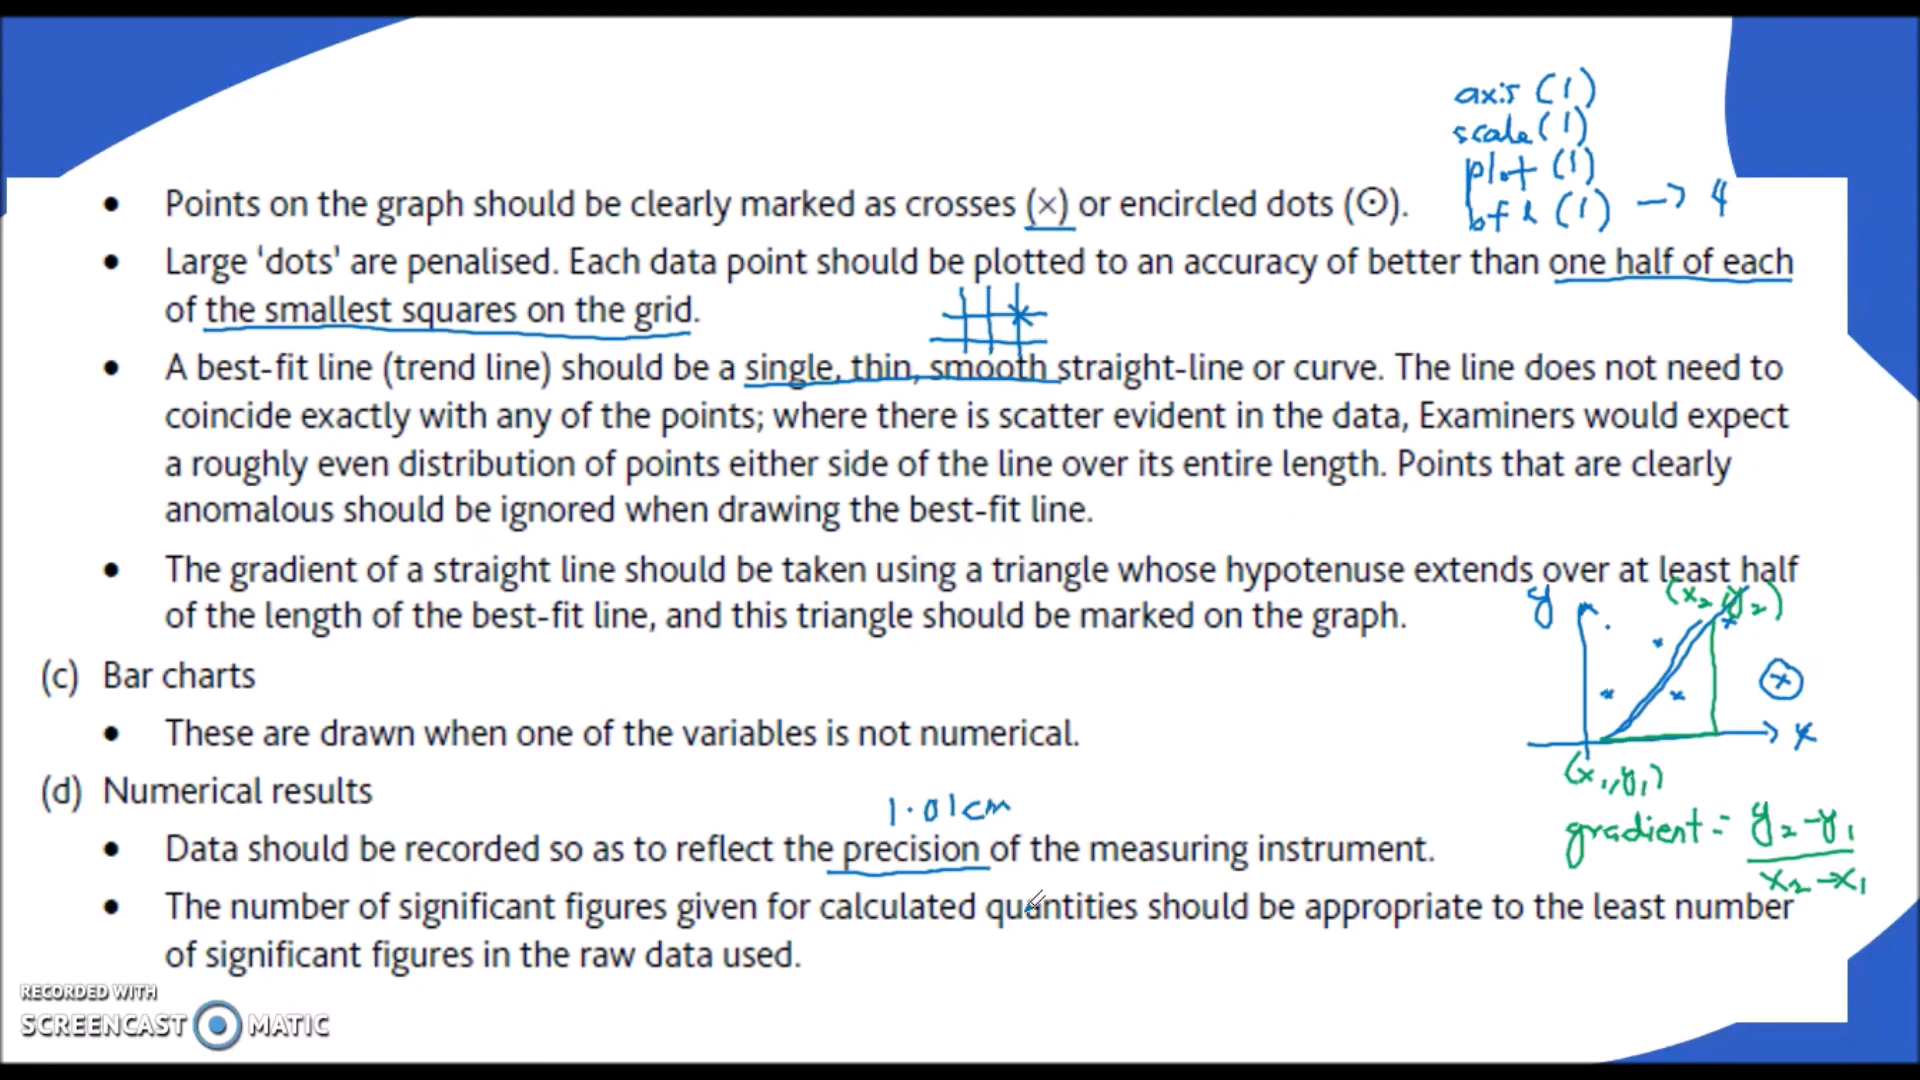 axis (1)
scale (1)
plot (1)
bfl (1) → 4
• Points on the graph should be clearly marked as crosses (×) or encircled dots (⊙).
• Large 'dots' are penalised. Each data point should be plotted to an accuracy of better than one half of each
of the smallest squares on the grid.
• A best-fit line (trend line) should be a single, thin, smooth straight-line or curve. The line does not need to
coincide exactly with any of the points; where there is scatter evident in the data, Examiners would expect
a roughly even distribution of points either side of the line over its entire length. Points that are clearly
anomalous should be ignored when drawing the best-fit line.
• The gradient of a straight line should be taken using a triangle whose hypotenuse extends over at least half
of the length of the best-fit line, and this triangle should be marked on the graph.
y
(x₂, y₂)
x
(x₁, y₁)
gradient = y₂-y₁
x₂-x₁
(c) Bar charts
• These are drawn when one of the variables is not numerical.
(d) Numerical results
1.01cm
• Data should be recorded so as to reflect the precision of the measuring instrument.
• The number of significant figures given for calculated quantities should be appropriate to the least number
of significant figures in the raw data used.
RECORDED WITH
SCREENCAST MATIC